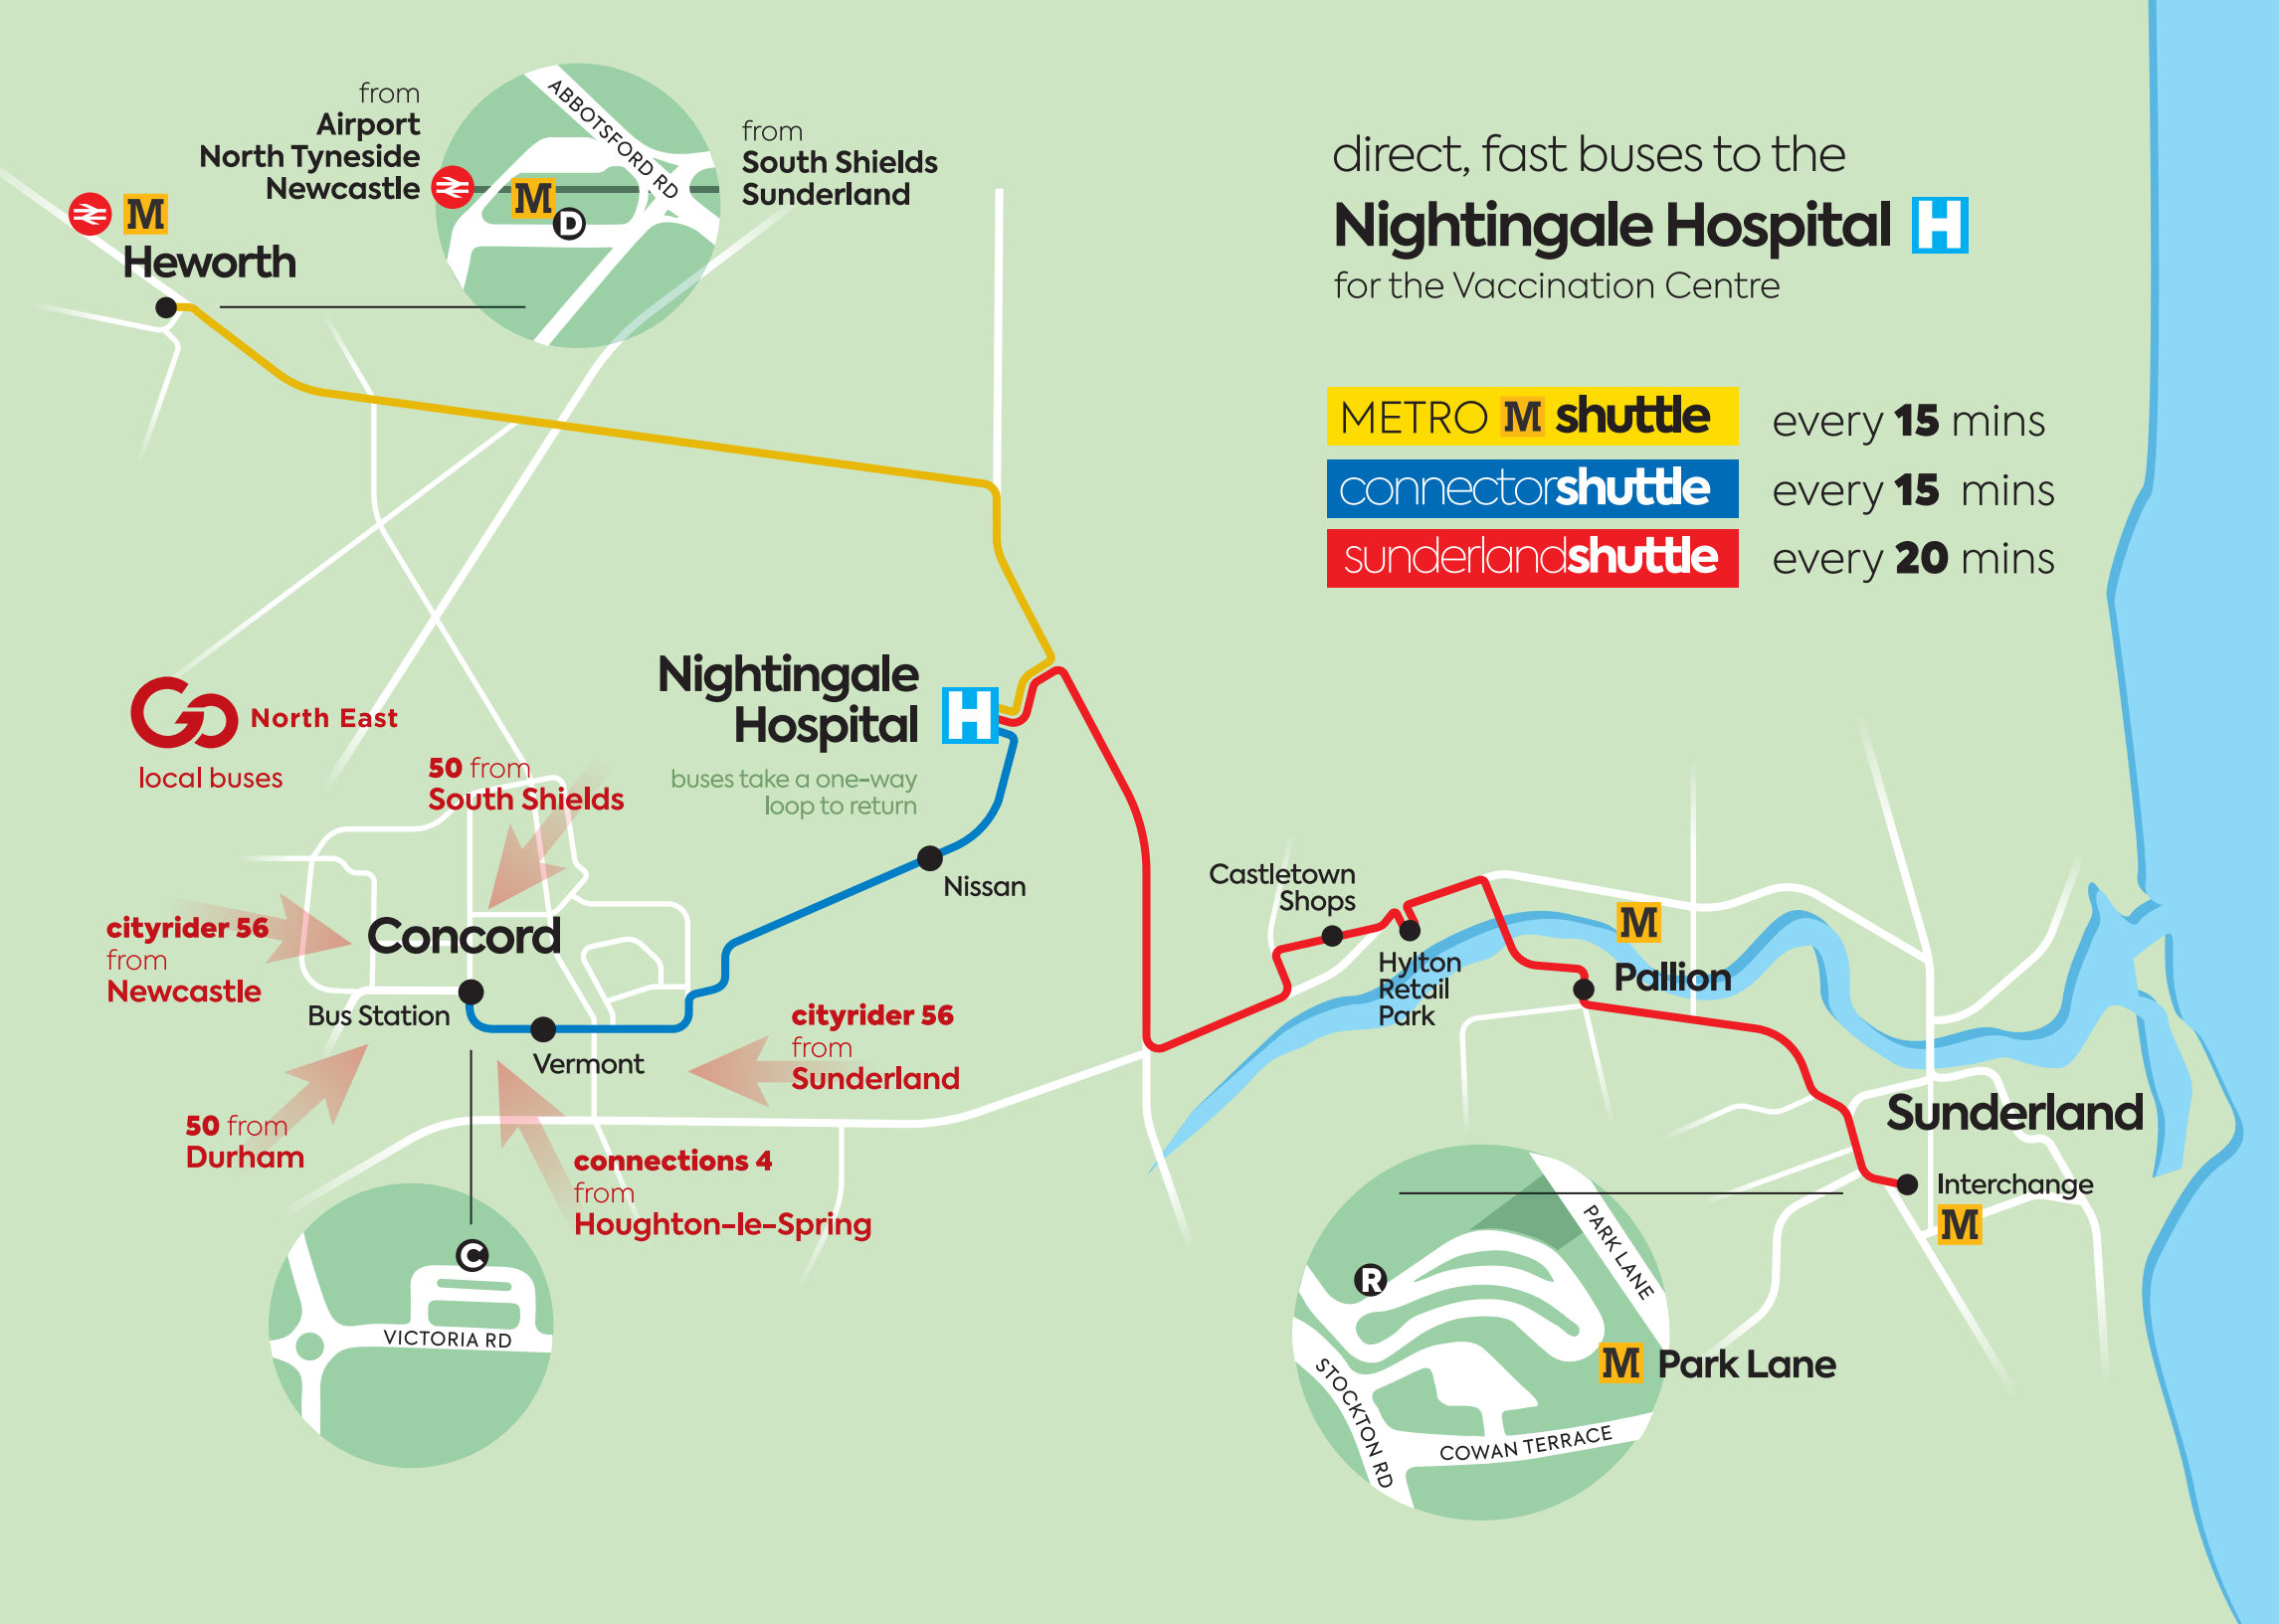 from
Airport
North Tyneside
Newcastle
ABBOTSFORD RD
M
D
from
South Shields
Sunderland
M
Heworth
direct, fast buses to the
Nightingale Hospital H
for the Vaccination Centre
METRO M shuttle every 15 mins
connectorshuttle every 15 mins
sunderlandshuttle every 20 mins
Nightingale
Hospital
H
buses take a one-way
loop to return
Go North East
local buses
50 from
South Shields
cityrider 56
from
Newcastle
Concord
Bus Station
Vermont
Nissan
cityrider 56
from
Sunderland
50 from
Durham
connections 4
from
Houghton-le-Spring
C
VICTORIA RD
Castletown
Shops
Hylton
Retail
Park
M
Pallion
Sunderland
Interchange
M
R
PARK LANE
M Park Lane
STOCKTON RD
COWAN TERRACE